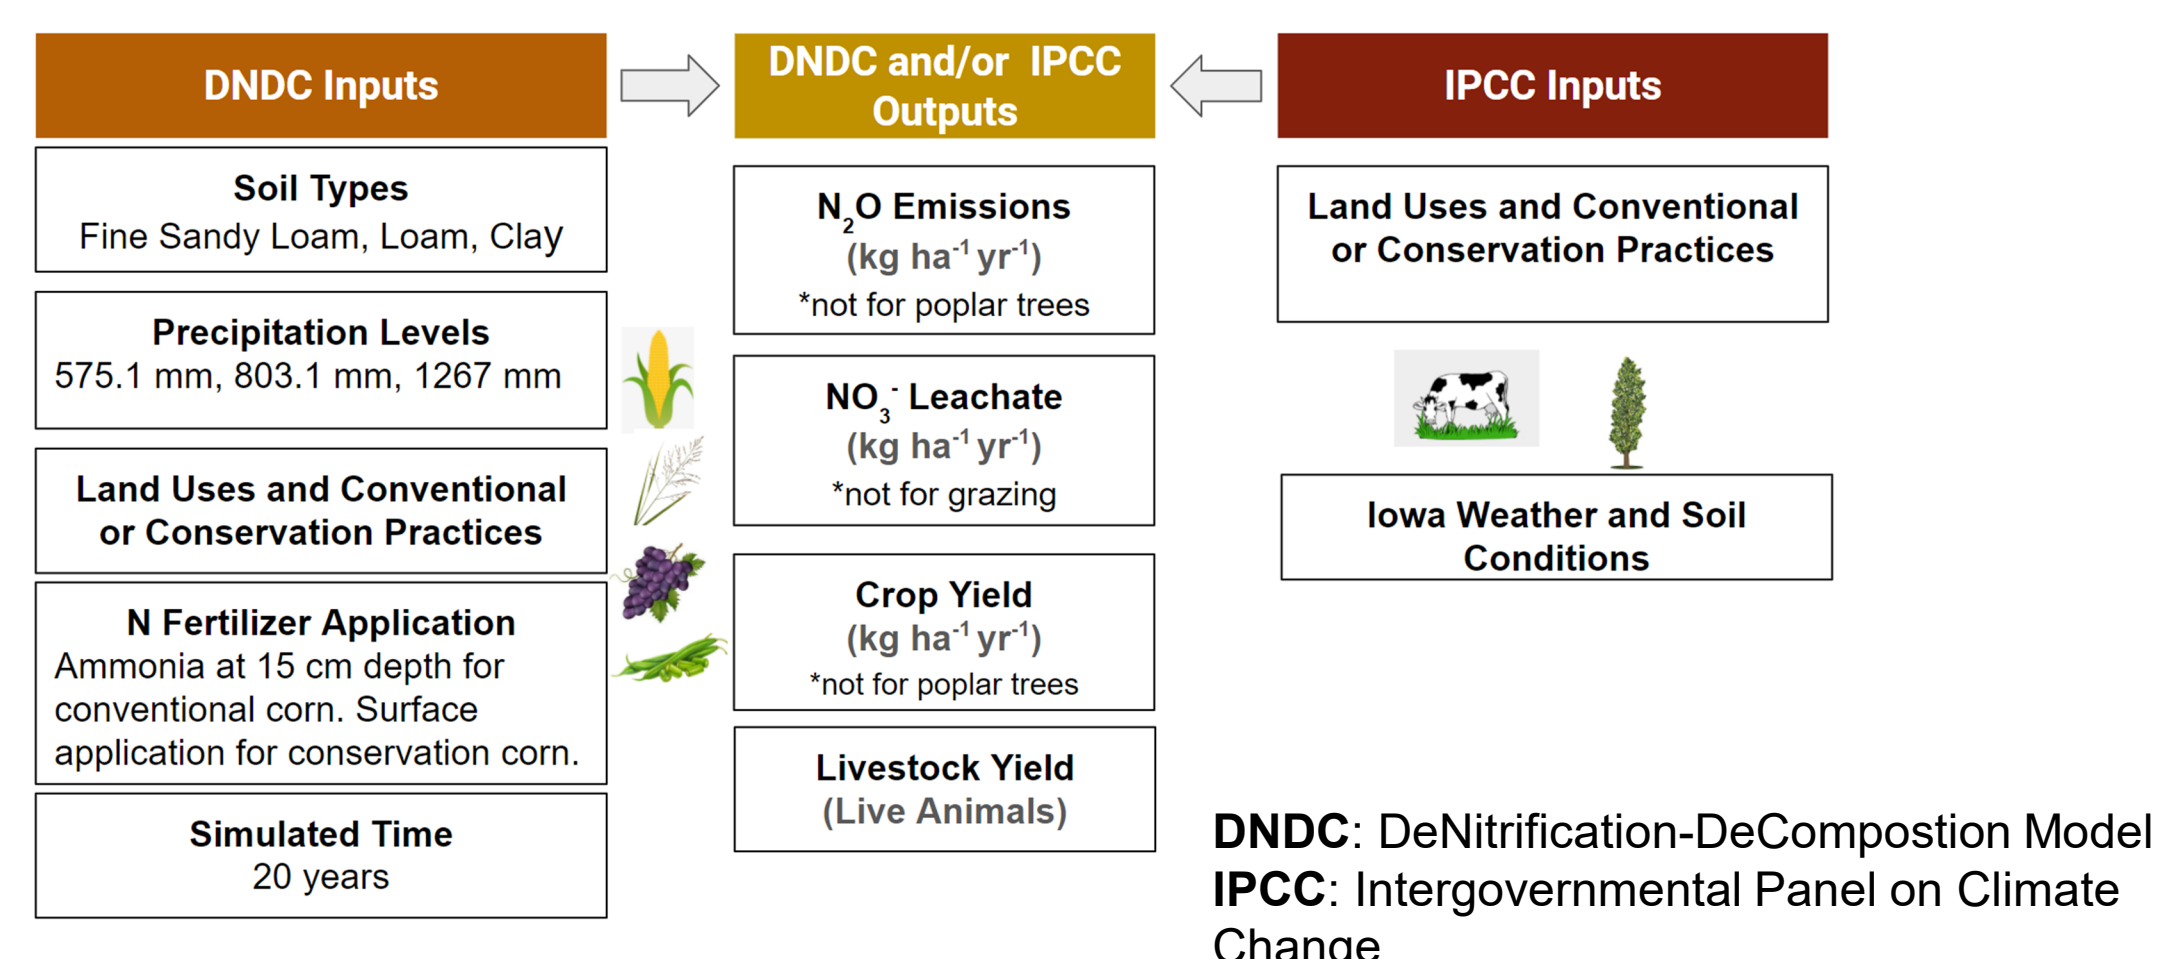 DNDC Inputs
Soil Types
Fine Sandy Loam, Loam, Clay
Precipitation Levels
575.1 mm, 803.1 mm, 1267 mm
Land Uses and Conventional
or Conservation Practices
N Fertilizer Application
Ammonia at 15 cm depth for
conventional corn. Surface
application for conservation corn.
Simulated Time
20 years
DNDC and/or IPCC
Outputs
N₂O Emissions
(kg ha⁻¹ yr⁻¹)
*not for poplar trees
NO₃⁻ Leachate
(kg ha⁻¹ yr⁻¹)
*not for grazing
Crop Yield
(kg ha⁻¹ yr⁻¹)
*not for poplar trees
Livestock Yield
(Live Animals)
IPCC Inputs
Land Uses and Conventional
or Conservation Practices
Iowa Weather and Soil
Conditions
DNDC: DeNitrification-DeCompostion Model
IPCC: Intergovernmental Panel on Climate
Change